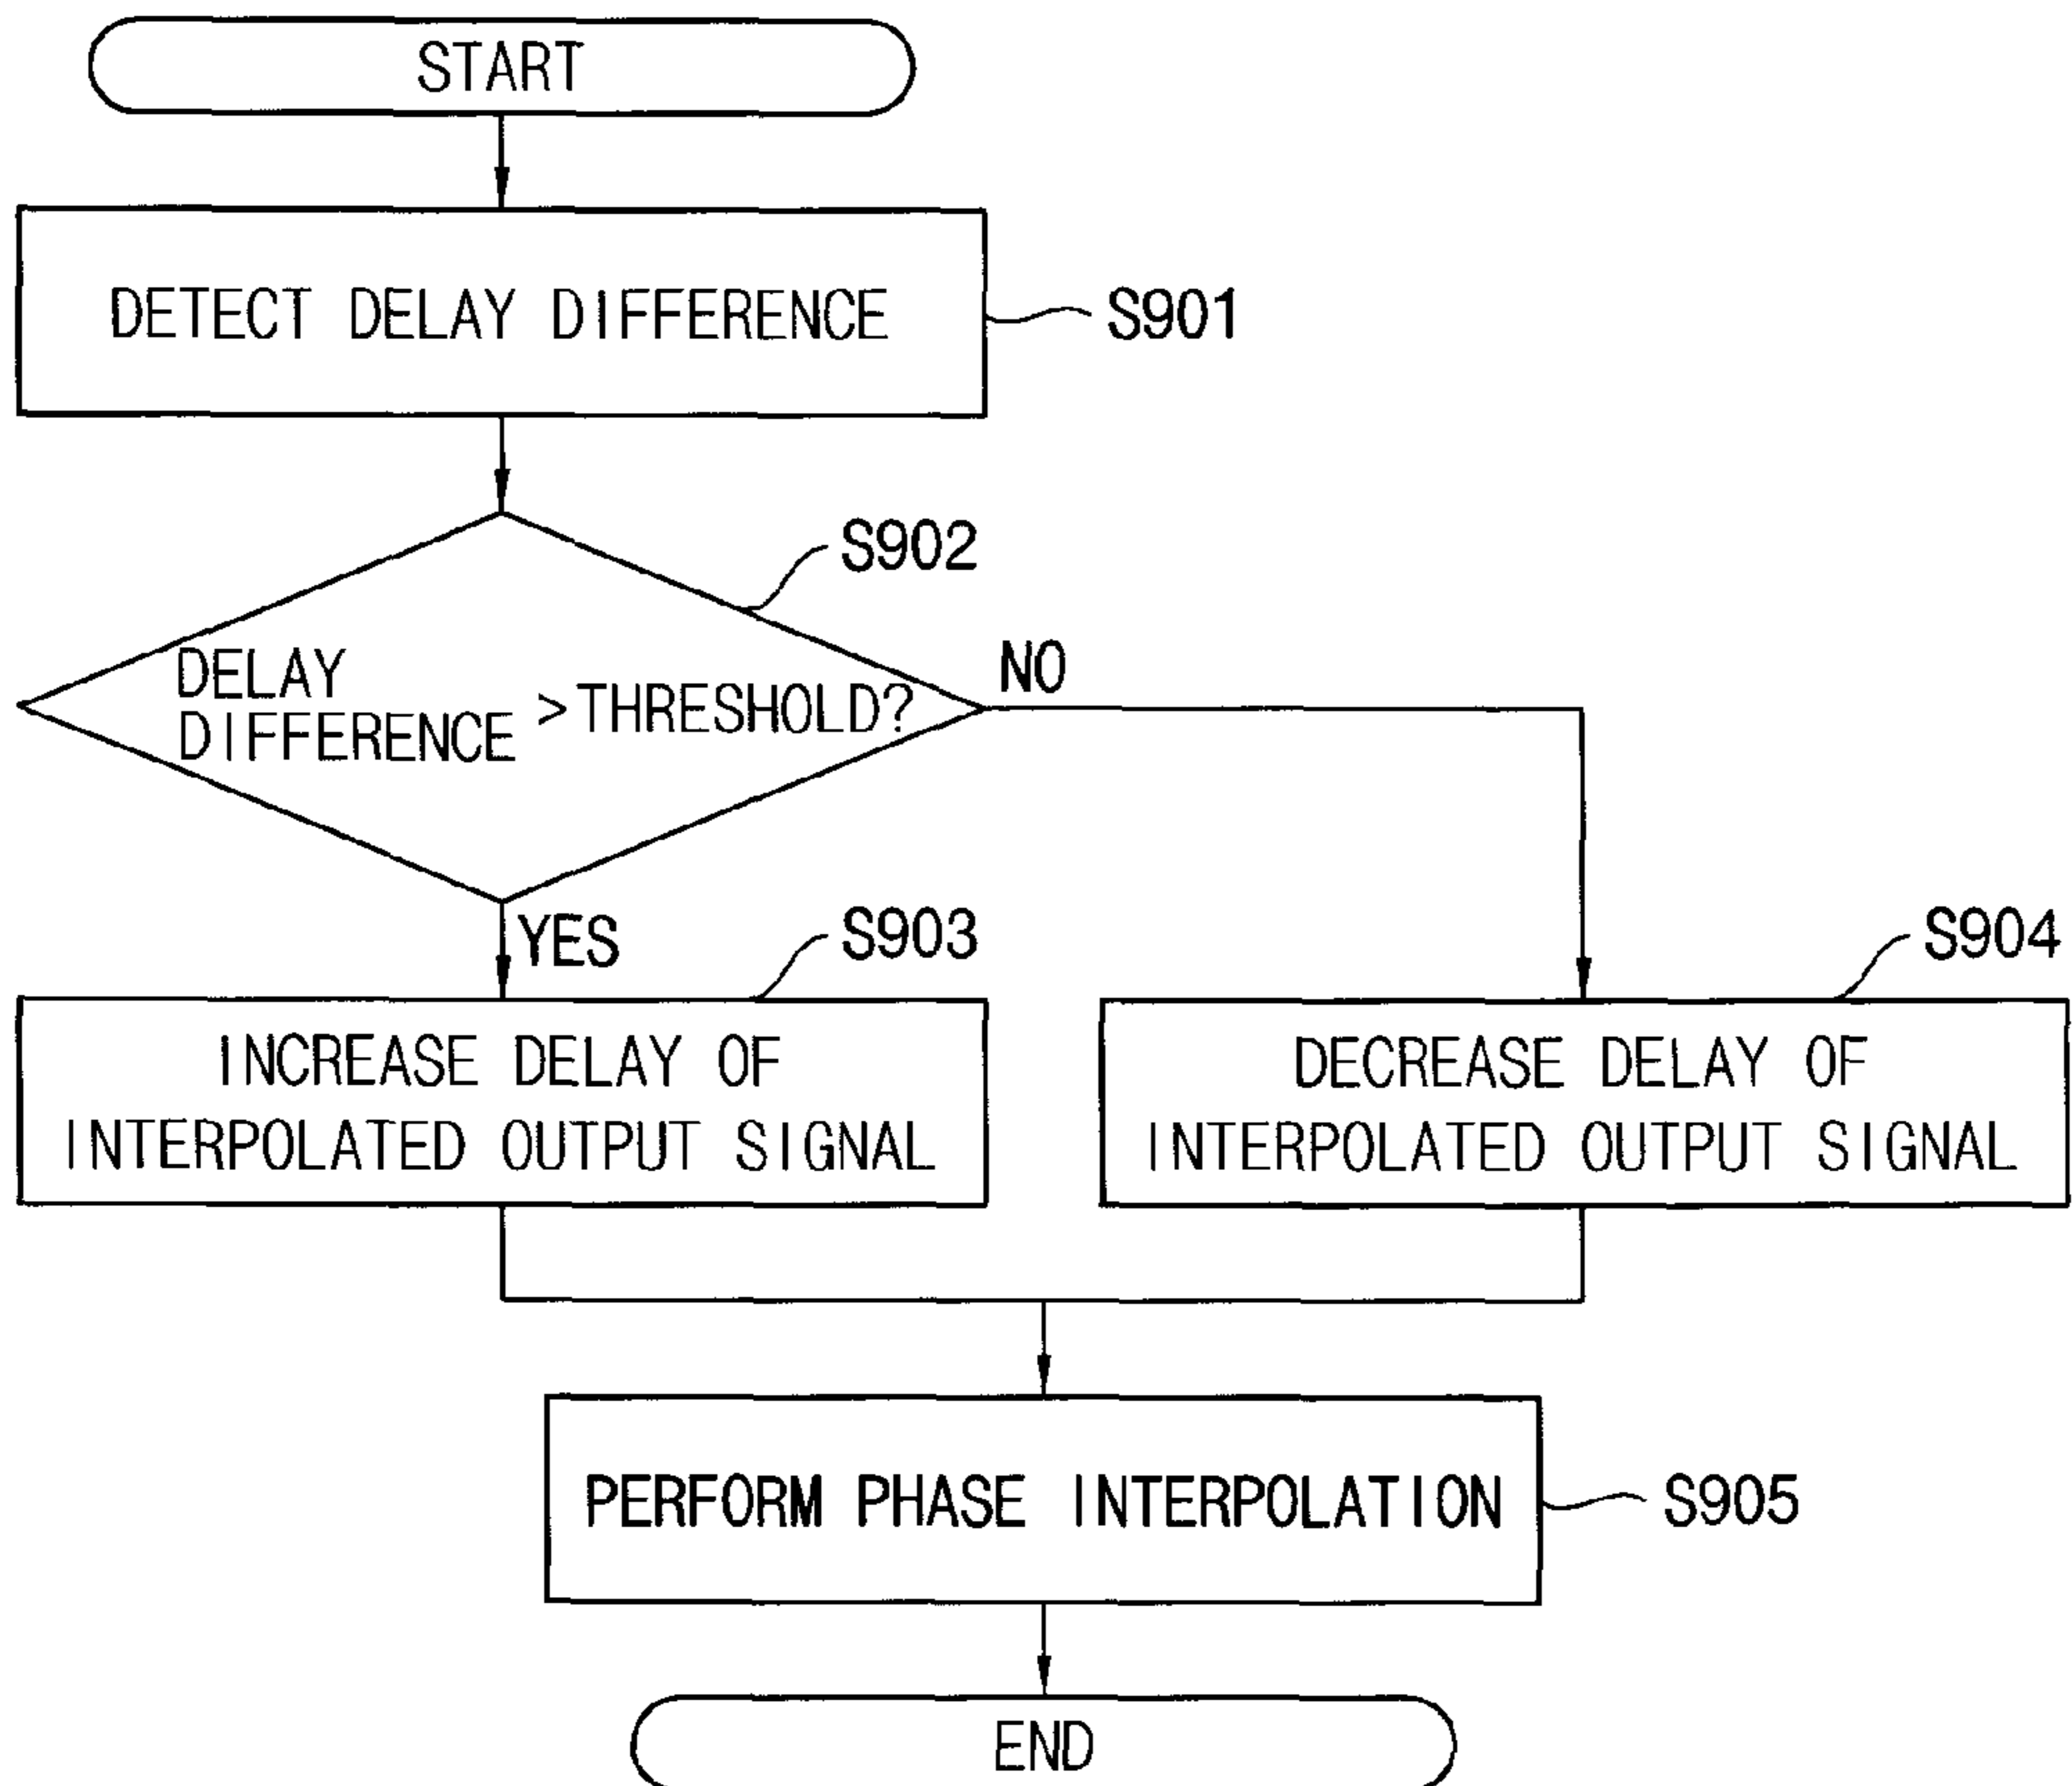 START
DETECT DELAY DIFFERENCE
S901
S902
DELAY
DIFFERENCE
>THRESHOLD?
NO
YES
S903
S904
INCREASE DELAY OF
INTERPOLATED OUTPUT SIGNAL
DECREASE DELAY OF
INTERPOLATED OUTPUT SIGNAL
PERFORM PHASE INTERPOLATION
S905
END